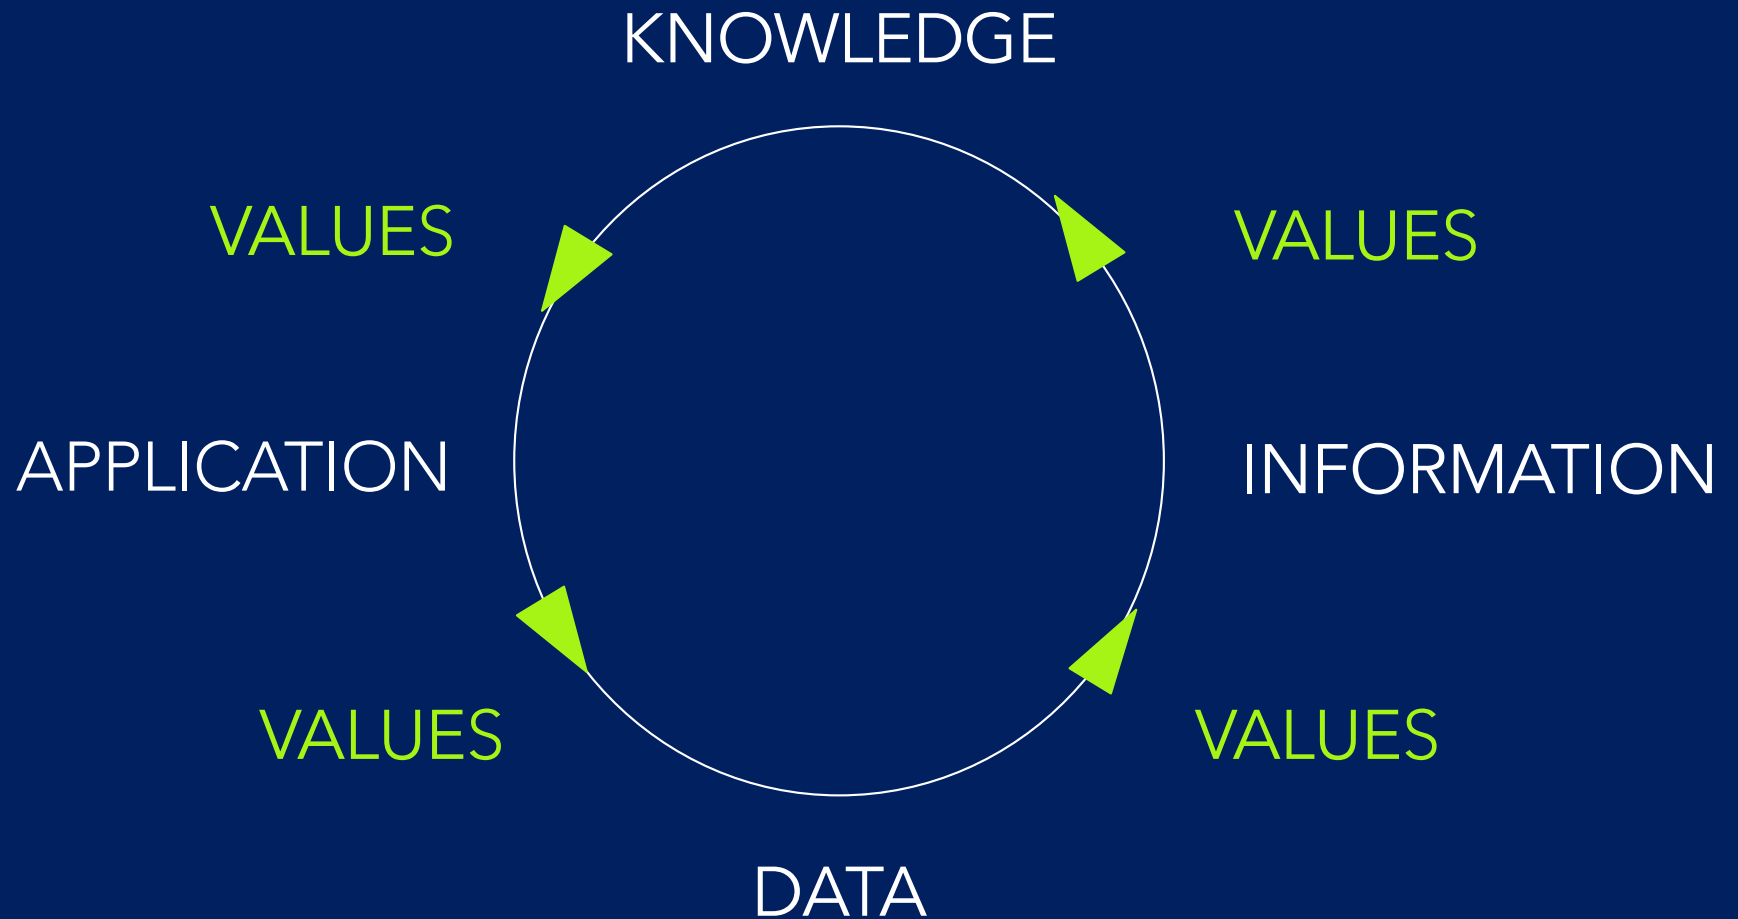 KNOWLEDGE
VALUES
VALUES
APPLICATION
INFORMATION
VALUES
VALUES
DATA